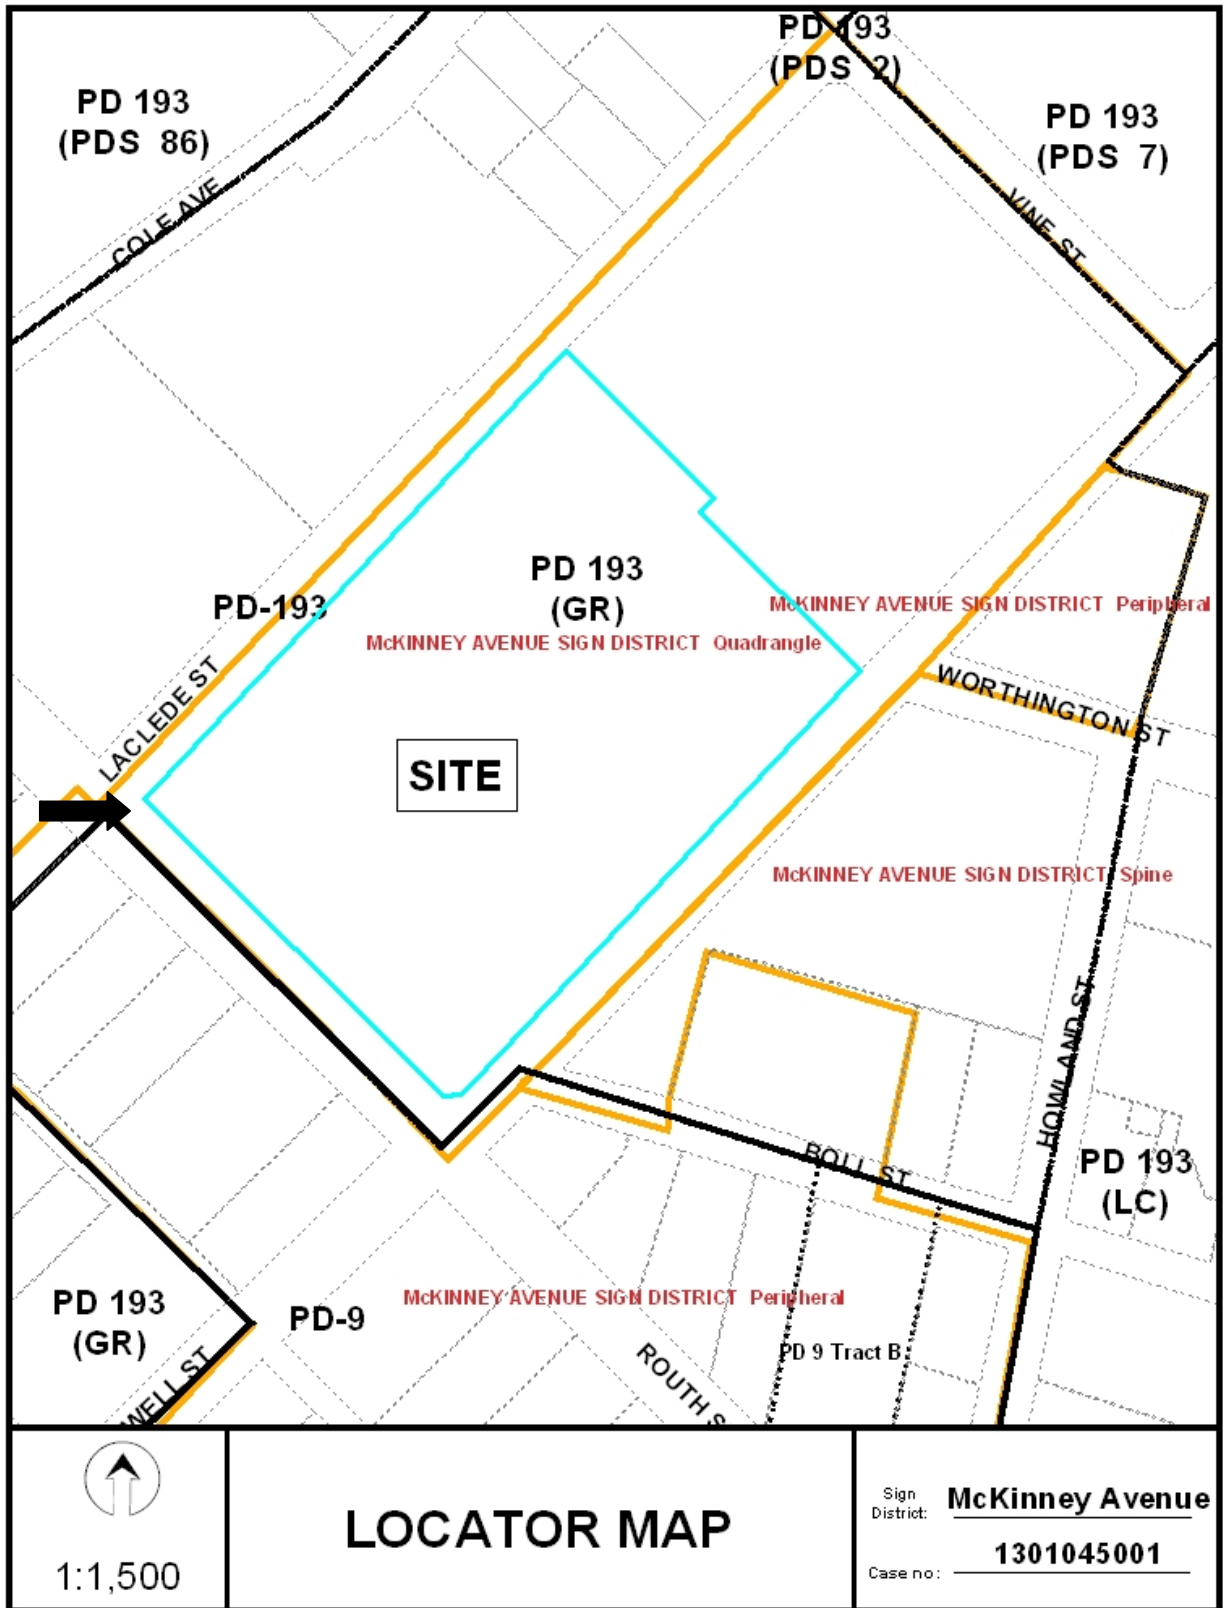 PD 193
(PDS 2)
PD 193
(PDS 86)
PD 193
(PDS 7)
COLE AVE
VINE ST
PD 193
(GR)
PD-193
McKINNEY AVENUE SIGN DISTRICT Peripheral
McKINNEY AVENUE SIGN DISTRICT Quadrangle
LACLEDE ST
WORTHINGTON ST
SITE
McKINNEY AVENUE SIGN DISTRICT Spine
HOWLAND ST
BOLL ST
PD 193
(LC)
PD 193
(GR)
PD-9
McKINNEY AVENUE SIGN DISTRICT Peripheral
PD 9 Tract B
ROUTH S
WELL ST
1:1,500
LOCATOR MAP
Sign
District:
McKinney Avenue
Case no:
1301045001